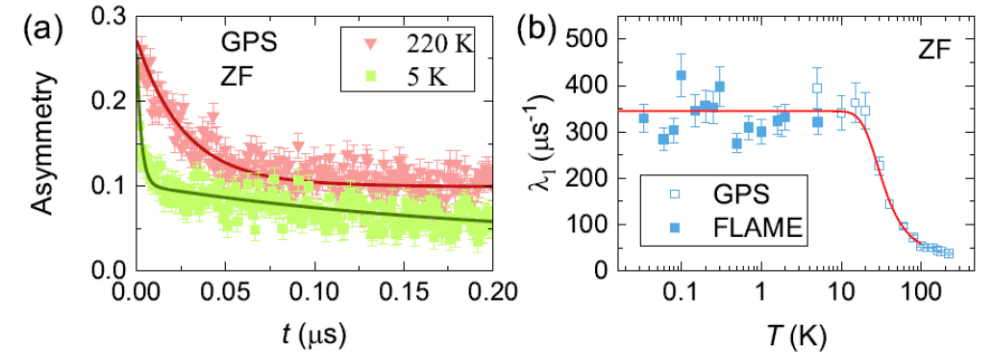 (a)
0.3
0.2
0.1
0.0
Asymmetry
GPS
ZF
220 K
5 K
0.00 0.05 0.10 0.15 0.20
t (μs)
(b)
500
400
300
200
100
0
λ₁ (μs⁻¹)
ZF
GPS
FLAME
0.1 1 10 100
T (K)